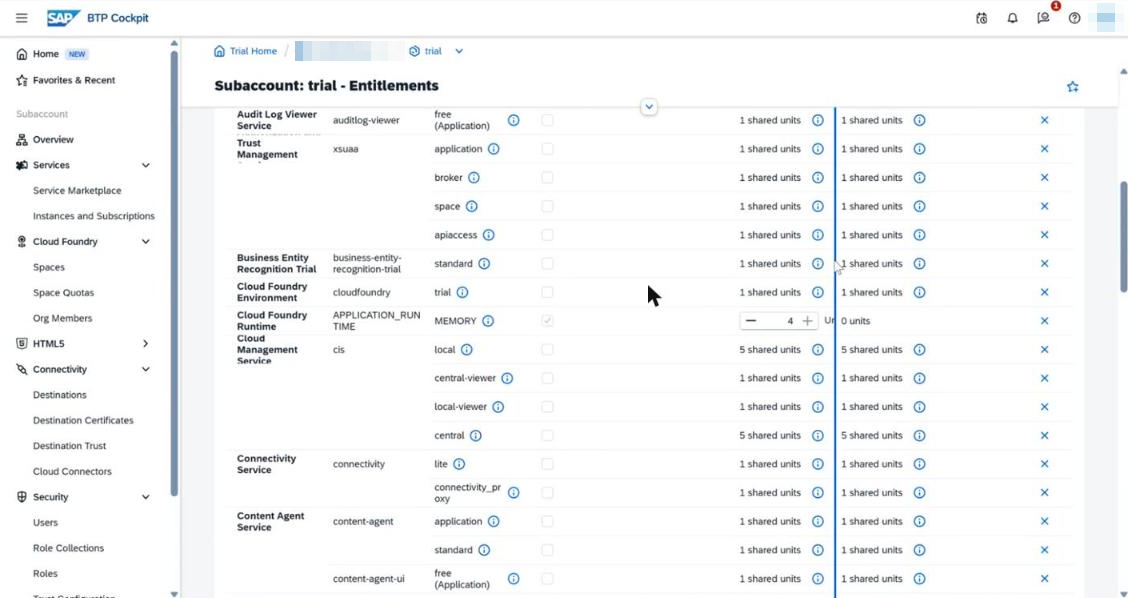 SAP BTP Cockpit
1
Home NEW
Favorites & Recent
Subaccount
Overview
Services
Service Marketplace
Instances and Subscriptions
Cloud Foundry
Spaces
Space Quotas
Org Members
HTML5
Connectivity
Destinations
Destination Certificates
Destination Trust
Cloud Connectors
Security
Users
Role Collections
Roles
Trust Configuration
Trial Home / trial
Subaccount: trial - Entitlements
Audit Log Viewer Service auditlog-viewer free (Application) 1 shared units 1 shared units
Trust Management xsuaa application 1 shared units 1 shared units
broker 1 shared units 1 shared units
space 1 shared units 1 shared units
apiaccess 1 shared units 1 shared units
Business Entity Recognition Trial business-entity-recognition-trial standard 1 shared units 1 shared units
Cloud Foundry Environment cloudfoundry trial 1 shared units 1 shared units
Cloud Foundry Runtime APPLICATION_RUNTIME MEMORY 4 Un 0 units
Cloud Management Service cis local 5 shared units 5 shared units
central-viewer 1 shared units 1 shared units
local-viewer 1 shared units 1 shared units
central 5 shared units 5 shared units
Connectivity Service connectivity lite 1 shared units 1 shared units
connectivity_proxy 1 shared units 1 shared units
Content Agent Service content-agent application 1 shared units 1 shared units
standard 1 shared units 1 shared units
content-agent-ui free (Application) 1 shared units 1 shared units